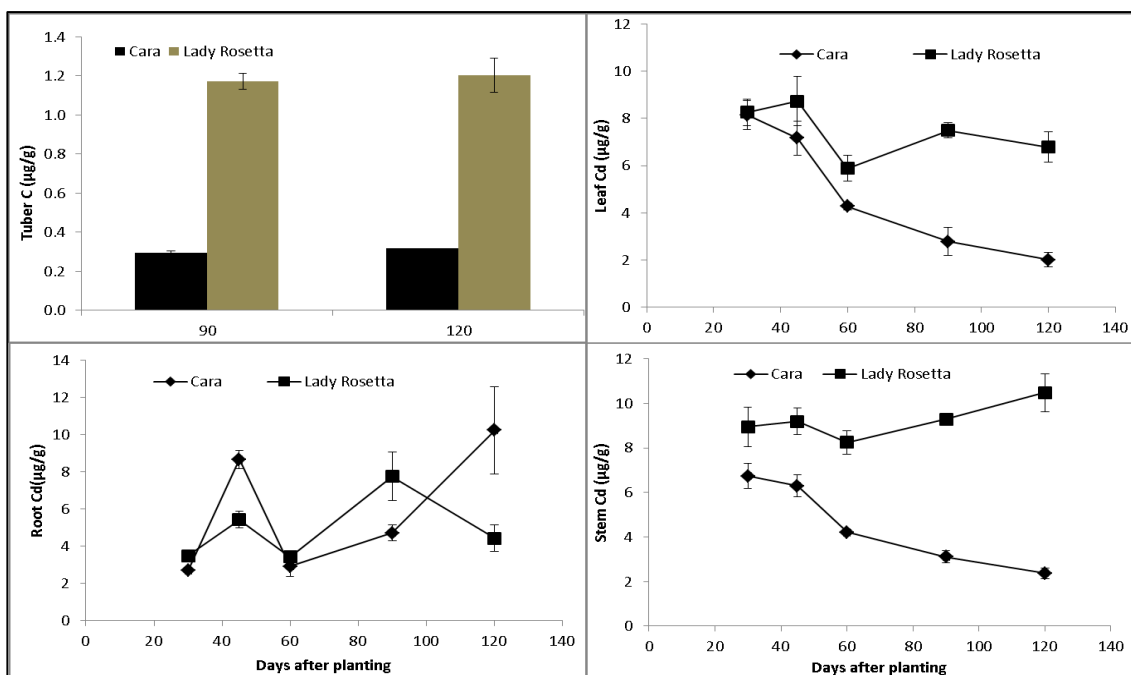 Tuber C (µg/g)
1.4
1.2
1.0
0.8
0.6
0.4
0.2
0.0
Cara Lady Rosetta
90 120
Leaf Cd (µg/g)
12
10
8
6
4
2
0
Cara Lady Rosetta
0 20 40 60 80 100 120 140
Root Cd(µg/g)
14
12
10
8
6
4
2
0
Cara Lady Rosetta
0 20 40 60 80 100 120 140
Days after planting
Stem Cd (µg/g)
12
10
8
6
4
2
0
Cara Lady Rosetta
0 20 40 60 80 100 120 140
Days after planting